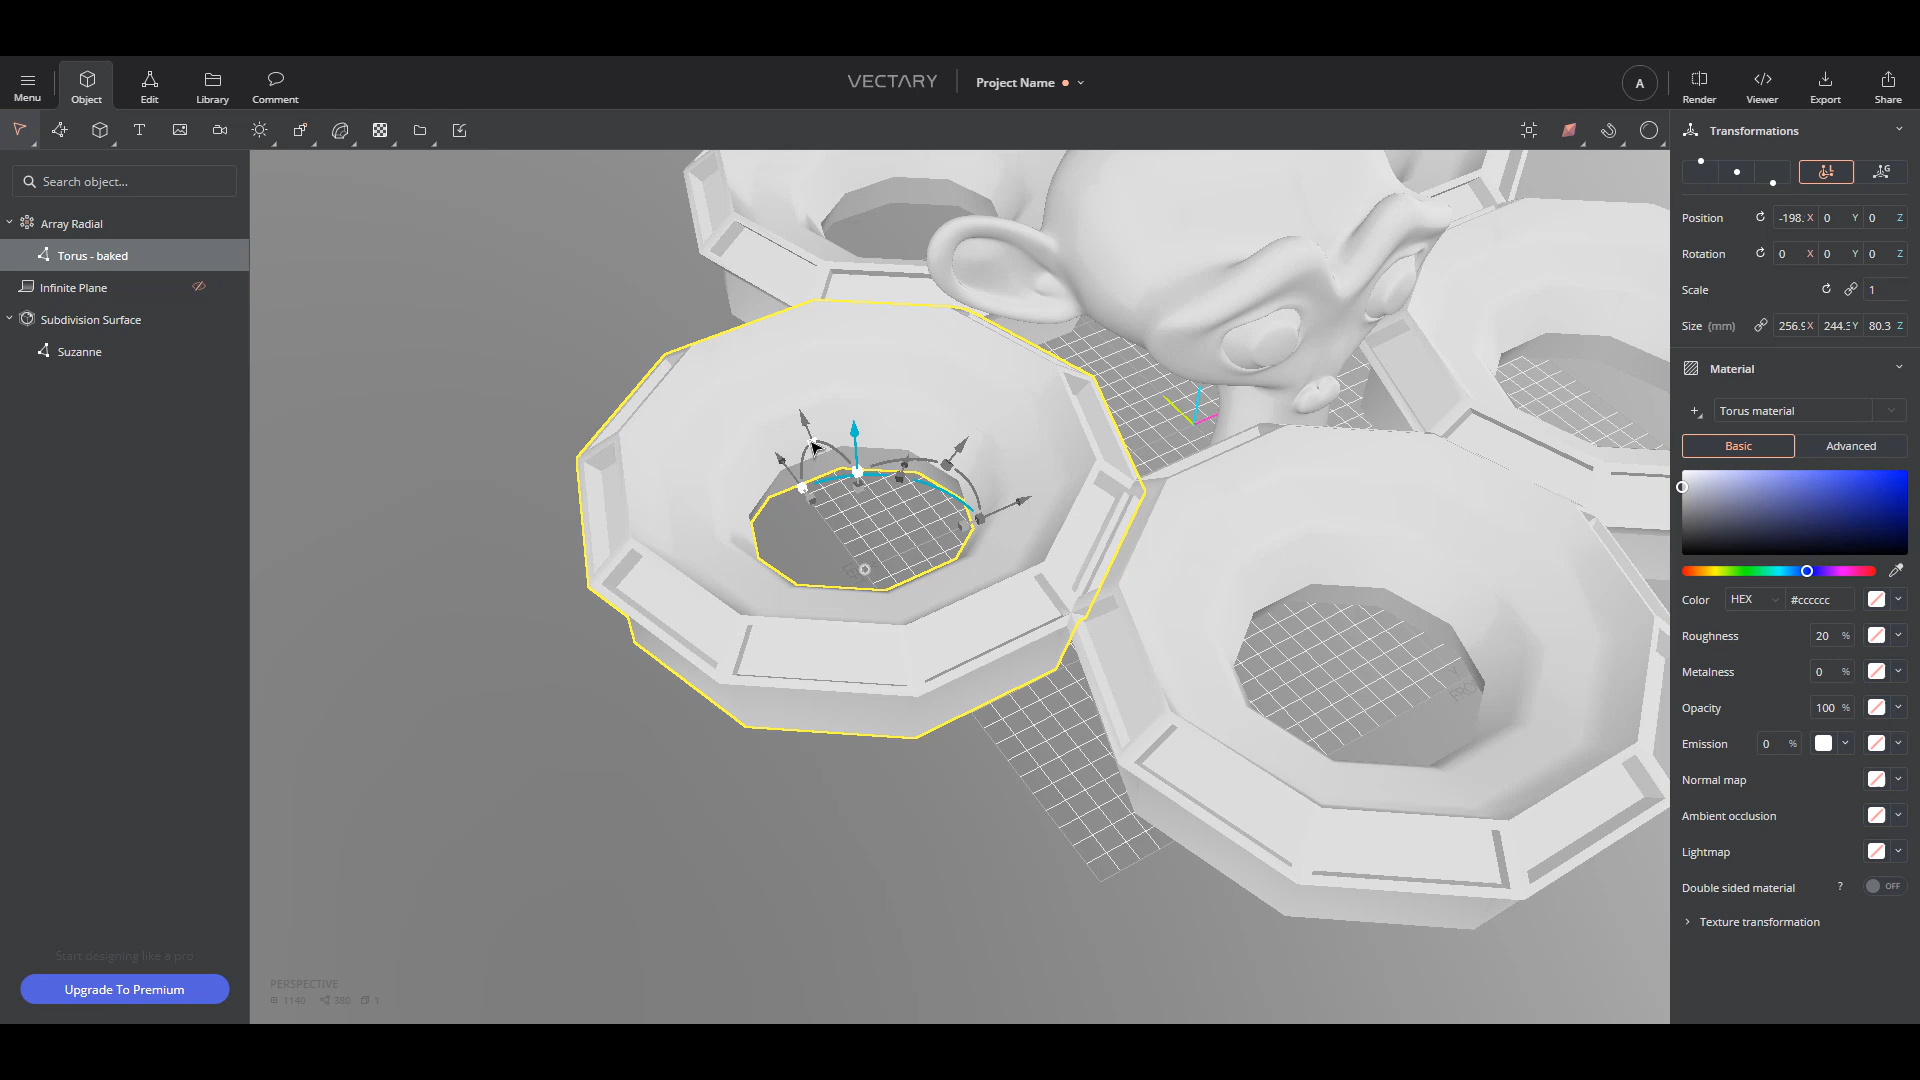 Menu
Object
Edit
Library
Comment
VECTARY
Project Name
A
Render
Viewer
Export
Share
T
Search object...
Array Radial
Torus - baked
Infinite Plane
Subdivision Surface
Suzanne
Start designing like a pro
Upgrade To Premium
PERSPECTIVE
1140 380 1
Transformations
L G
Position -198. X 0 Y 0 Z
Rotation 0 X 0 Y 0 Z
Scale 1
Size (mm) 256.9 X 244.3 Y 80.3 Z
Material
Torus material
Basic Advanced
Color HEX #cccccc
Roughness 20 %
Metalness 0 %
Opacity 100 %
Emission 0 %
Normal map
Ambient occlusion
Lightmap
Double sided material ? OFF
Texture transformation